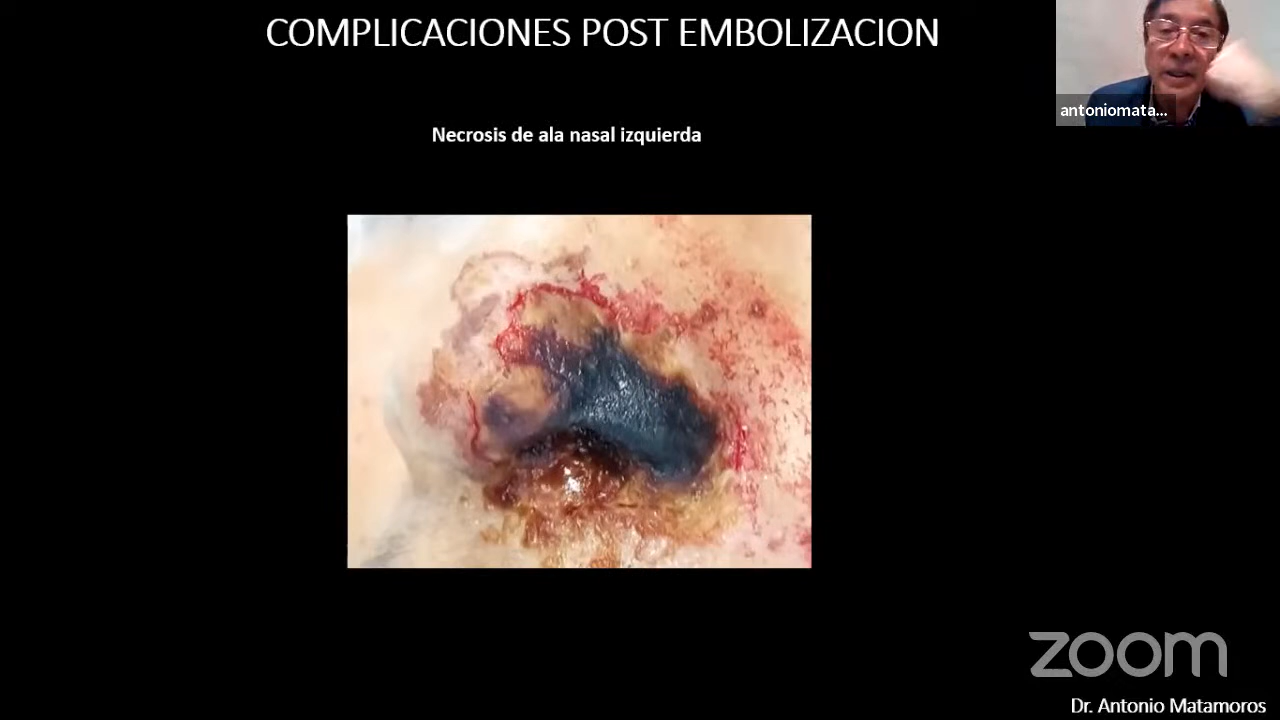 COMPLICACIONES POST EMBOLIZACION
antoniomata...
Necrosis de ala nasal izquierda
zoom
Dr. Antonio Matamoros